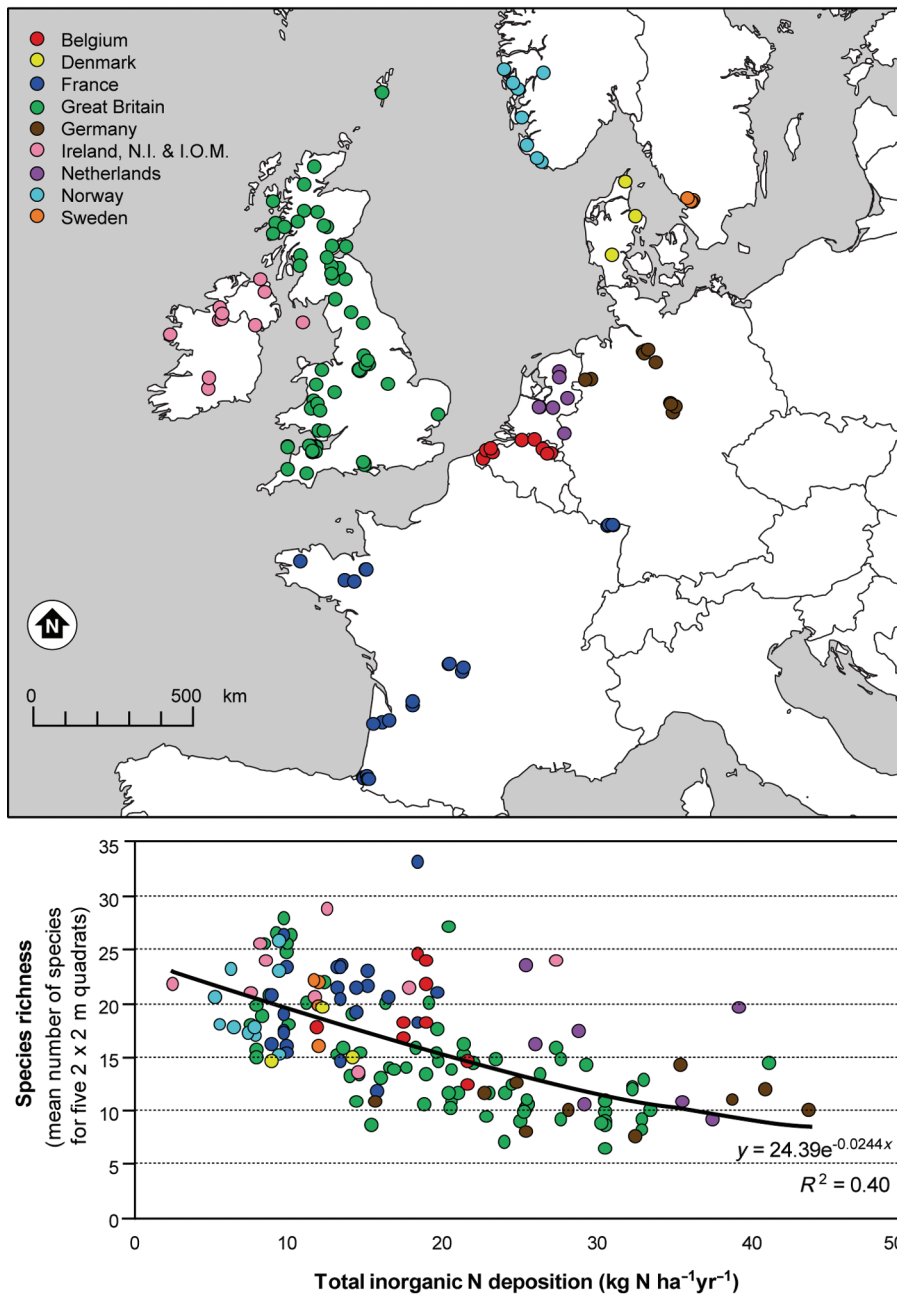 Belgium
Denmark
France
Great Britain
Germany
Ireland, N.I. & I.O.M.
Netherlands
Norway
Sweden
N
0 500 km
35
30
25
20
15
10
5
0
Species richness
(mean number of species
for five 2 x 2 m quadrats)
y = 24.39e^-0.0244x
R² = 0.40
0 10 20 30 40 50
Total inorganic N deposition (kg N ha⁻¹yr⁻¹)